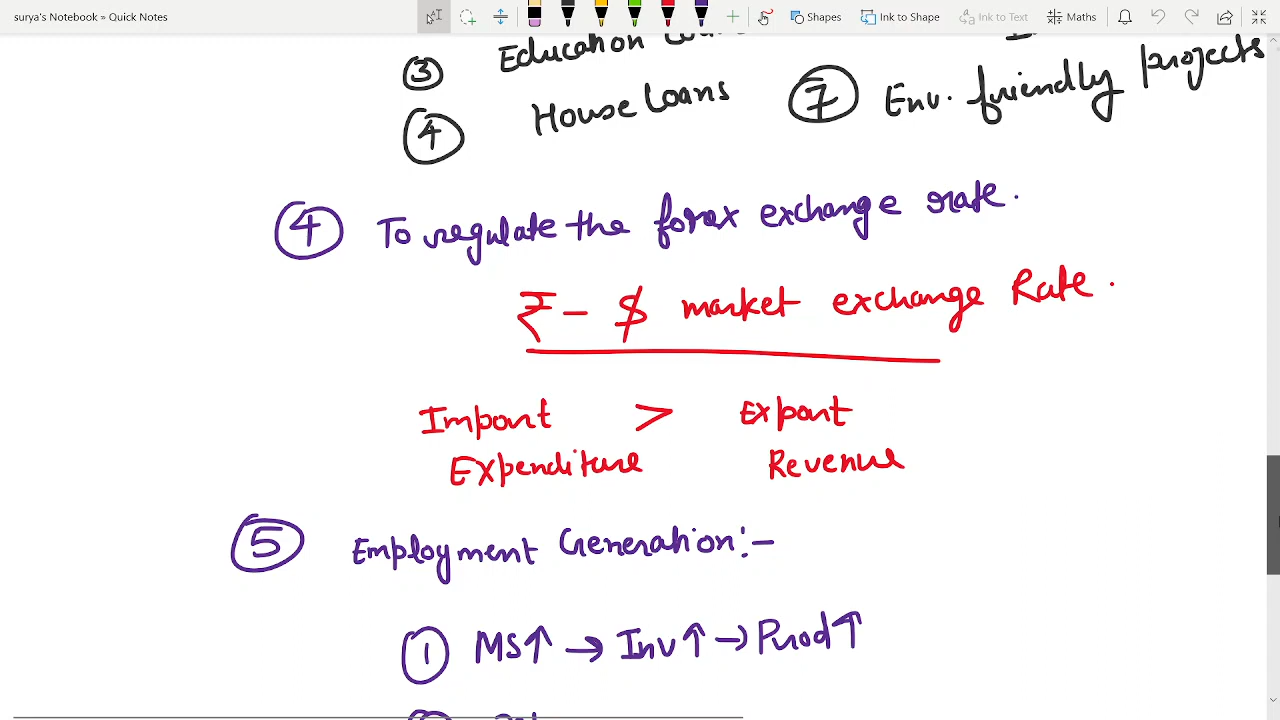 surya's Notebook » Quick Notes
Shapes Ink to Shape Ink to Text Maths
③ Education
④ House Loans
⑦ Env. friendly projects
④ To regulate the forex exchange rate.
₹ - $ market exchange Rate.
Import > Export
Expenditure Revenue
⑤ Employment Generation:-
① MS↑ → Inv↑ → Prod↑